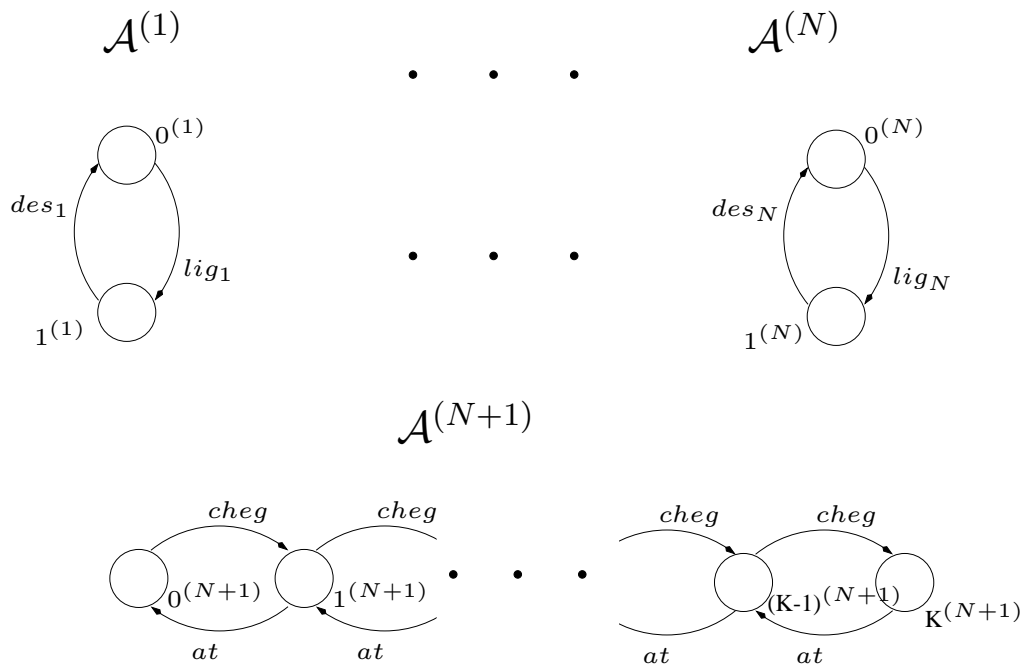 𝒜^(1) 𝒜^(N)
0^(1) 0^(N)
des_1 des_N
lig_1 lig_N
1^(1) 1^(N)
𝒜^(N+1)
cheg cheg cheg cheg
0^(N+1) 1^(N+1) (K-1)^(N+1) K^(N+1)
at at at at